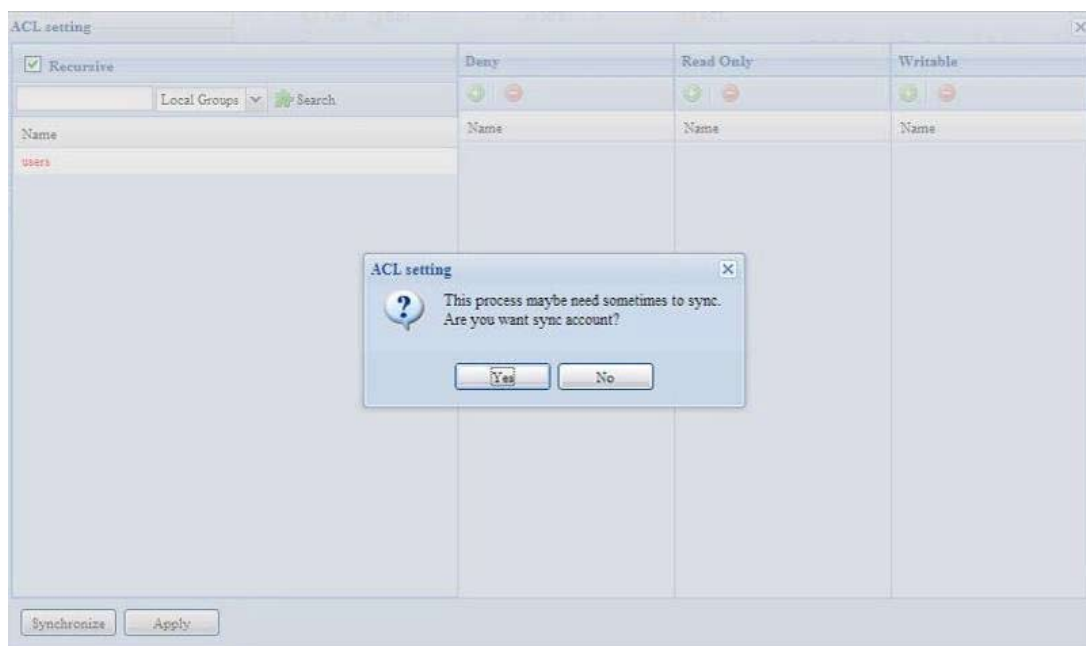 ACL setting
Recursive
Deny
Read Only
Writable
Local Groups
Search
Name
Name
Name
Name
users
ACL setting
This process maybe need sometimes to sync.
Are you want sync account?
Yes
No
Synchronize
Apply